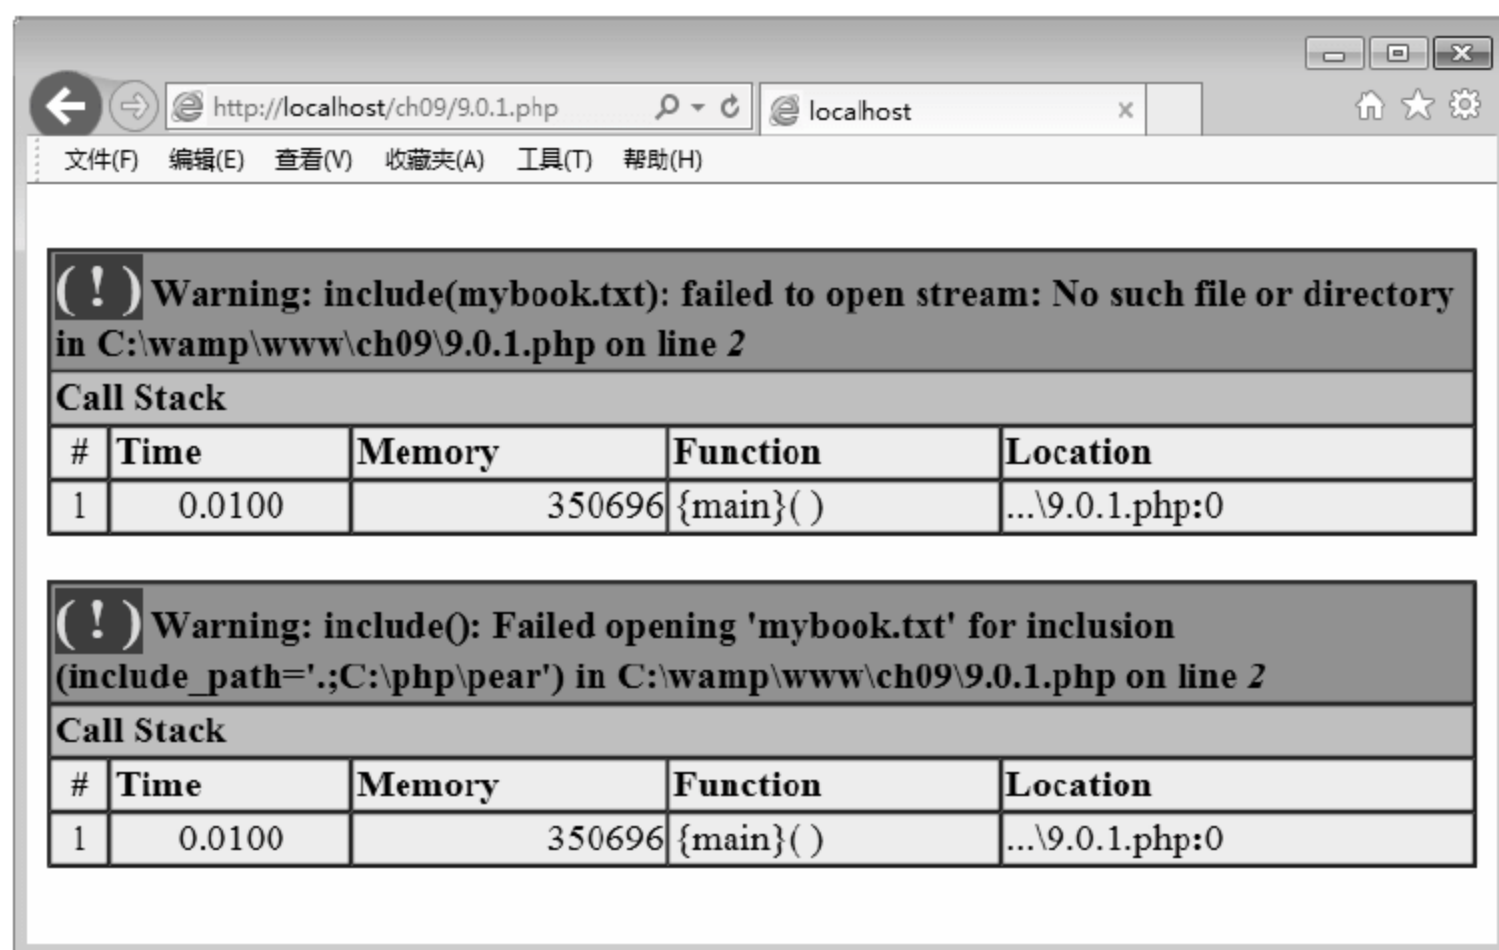 http://localhost/ch09/9.0.1.php localhost
文件(F) 编辑(E) 查看(V) 收藏夹(A) 工具(T) 帮助(H)
( ! ) Warning: include(mybook.txt): failed to open stream: No such file or directory
in C:\wamp\www\ch09\9.0.1.php on line 2
Call Stack
# Time Memory Function Location
1 0.0100 350696 {main}( ) ...\9.0.1.php:0
( ! ) Warning: include(): Failed opening 'mybook.txt' for inclusion
(include_path='.;C:\php\pear') in C:\wamp\www\ch09\9.0.1.php on line 2
Call Stack
# Time Memory Function Location
1 0.0100 350696 {main}( ) ...\9.0.1.php:0